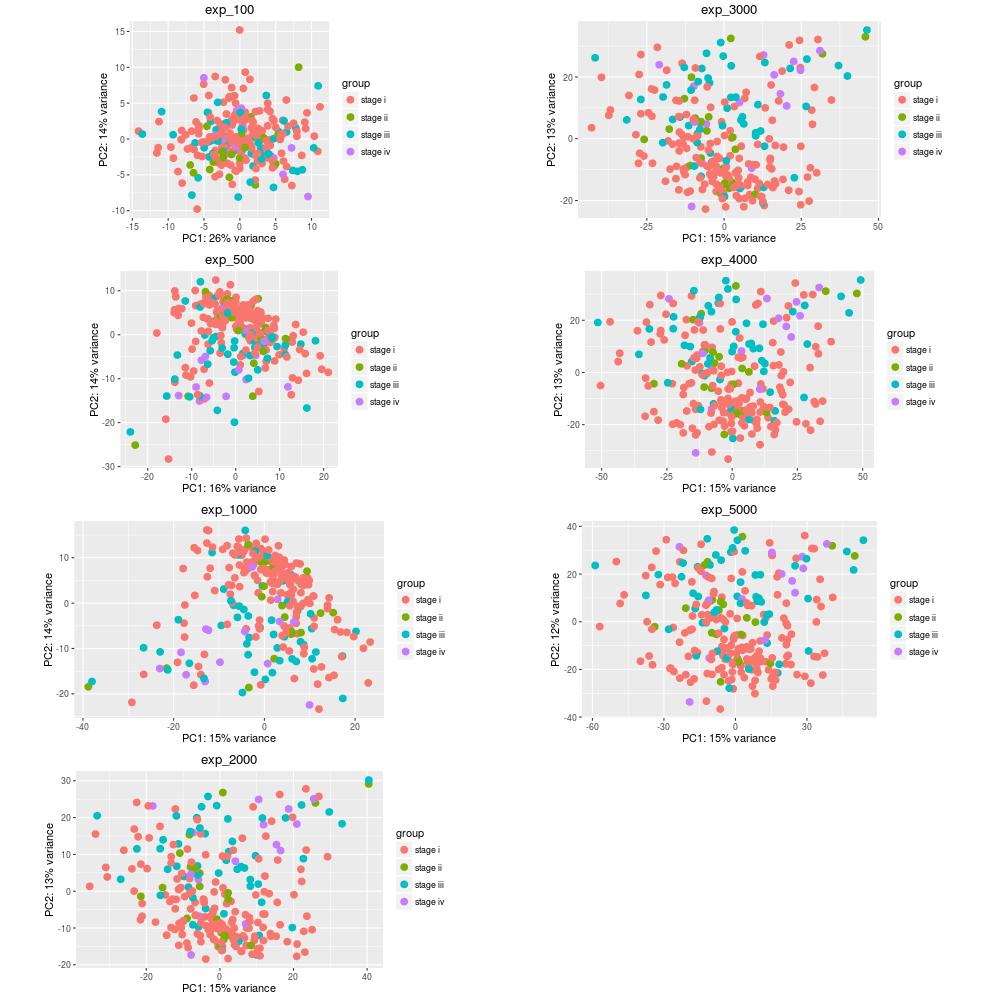 exp_100
15
10
5
0
-5
-10
PC2: 14% variance
-15
-10
-5
0
5
10
PC1: 26% variance
group
stage i
stage ii
stage iii
stage iv
exp_3000
20
0
-20
PC2: 13% variance
-25
0
25
50
PC1: 15% variance
group
stage i
stage ii
stage iii
stage iv
exp_500
10
0
-10
-20
-30
PC2: 14% variance
-20
-10
0
10
20
PC1: 16% variance
group
stage i
stage ii
stage iii
stage iv
exp_4000
20
0
-20
PC2: 13% variance
-50
-25
0
25
50
PC1: 15% variance
group
stage i
stage ii
stage iii
stage iv
exp_1000
10
0
-10
-20
PC2: 14% variance
-40
-20
0
20
PC1: 15% variance
group
stage i
stage ii
stage iii
stage iv
exp_5000
40
20
0
-20
-40
PC2: 12% variance
-60
-30
0
30
PC1: 15% variance
group
stage i
stage ii
stage iii
stage iv
exp_2000
30
20
10
0
-10
-20
PC2: 13% variance
-20
0
20
40
PC1: 15% variance
group
stage i
stage ii
stage iii
stage iv